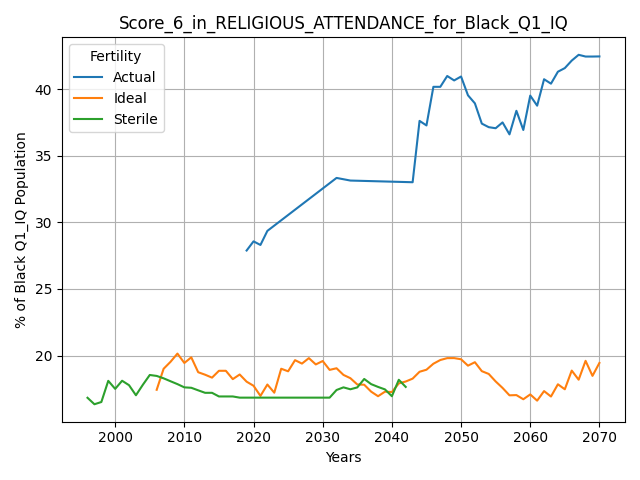 Score_6_in_RELIGIOUS_ATTENDANCE_for_Black_Q1_IQ
Fertility
Actual
Ideal
Sterile
% of Black Q1_IQ Population
40
35
30
25
20
2000
2010
2020
2030
2040
2050
2060
2070
Years